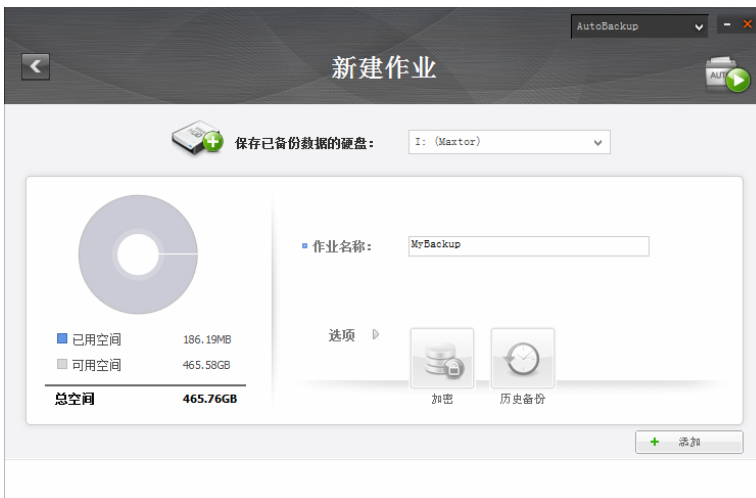 AutoBackup
新建作业
AUTO
保存已备份数据的硬盘： I: (Maxtor)
作业名称： MyBackup
已用空间 186.19MB
可用空间 465.58GB
总空间 465.76GB
选项
加密 历史备份
+ 添加